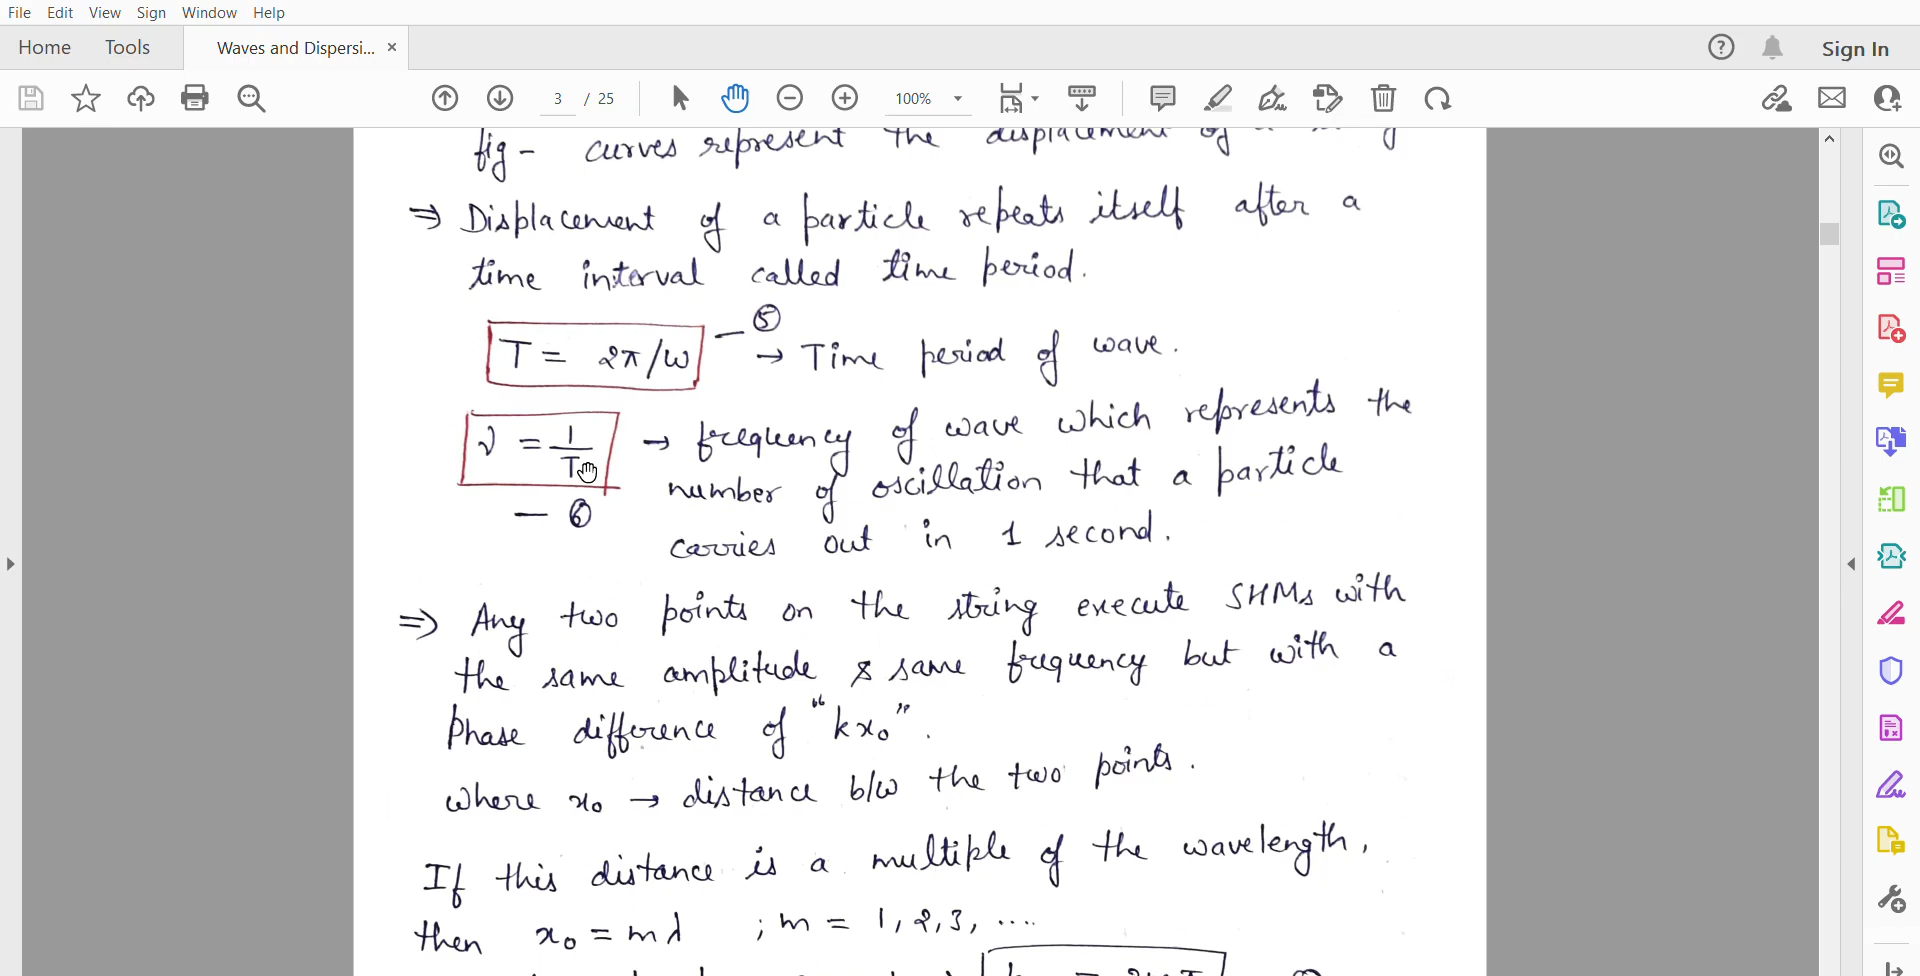 File Edit View Sign Window Help
Home Tools Waves and Dispersi... × Sign In
3 / 25 100%
fig - curves represent the displacement of a
⇒ Displacement of a particle repeats itself after a
time interval called time period.
T = 2π/ω — ⑤ → Time period of wave.
ν = 1/T → frequency of wave which represents the
number of oscillation that a particle
— ⑥
carries out in 1 second.
⇒ Any two points on the string execute SHMs with
the same amplitude & same frequency but with a
phase difference of "kx₀".
where x₀ → distance b/w the two points.
If this distance is a multiple of the wavelength,
then x₀ = mλ ; m = 1, 2, 3, ....